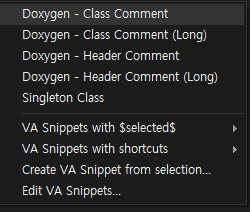 Doxygen - Class Comment
Doxygen - Class Comment (Long)
Doxygen - Header Comment
Doxygen - Header Comment (Long)
Singleton Class
VA Snippets with $selected$
VA Snippets with shortcuts
Create VA Snippet from selection...
Edit VA Snippets...